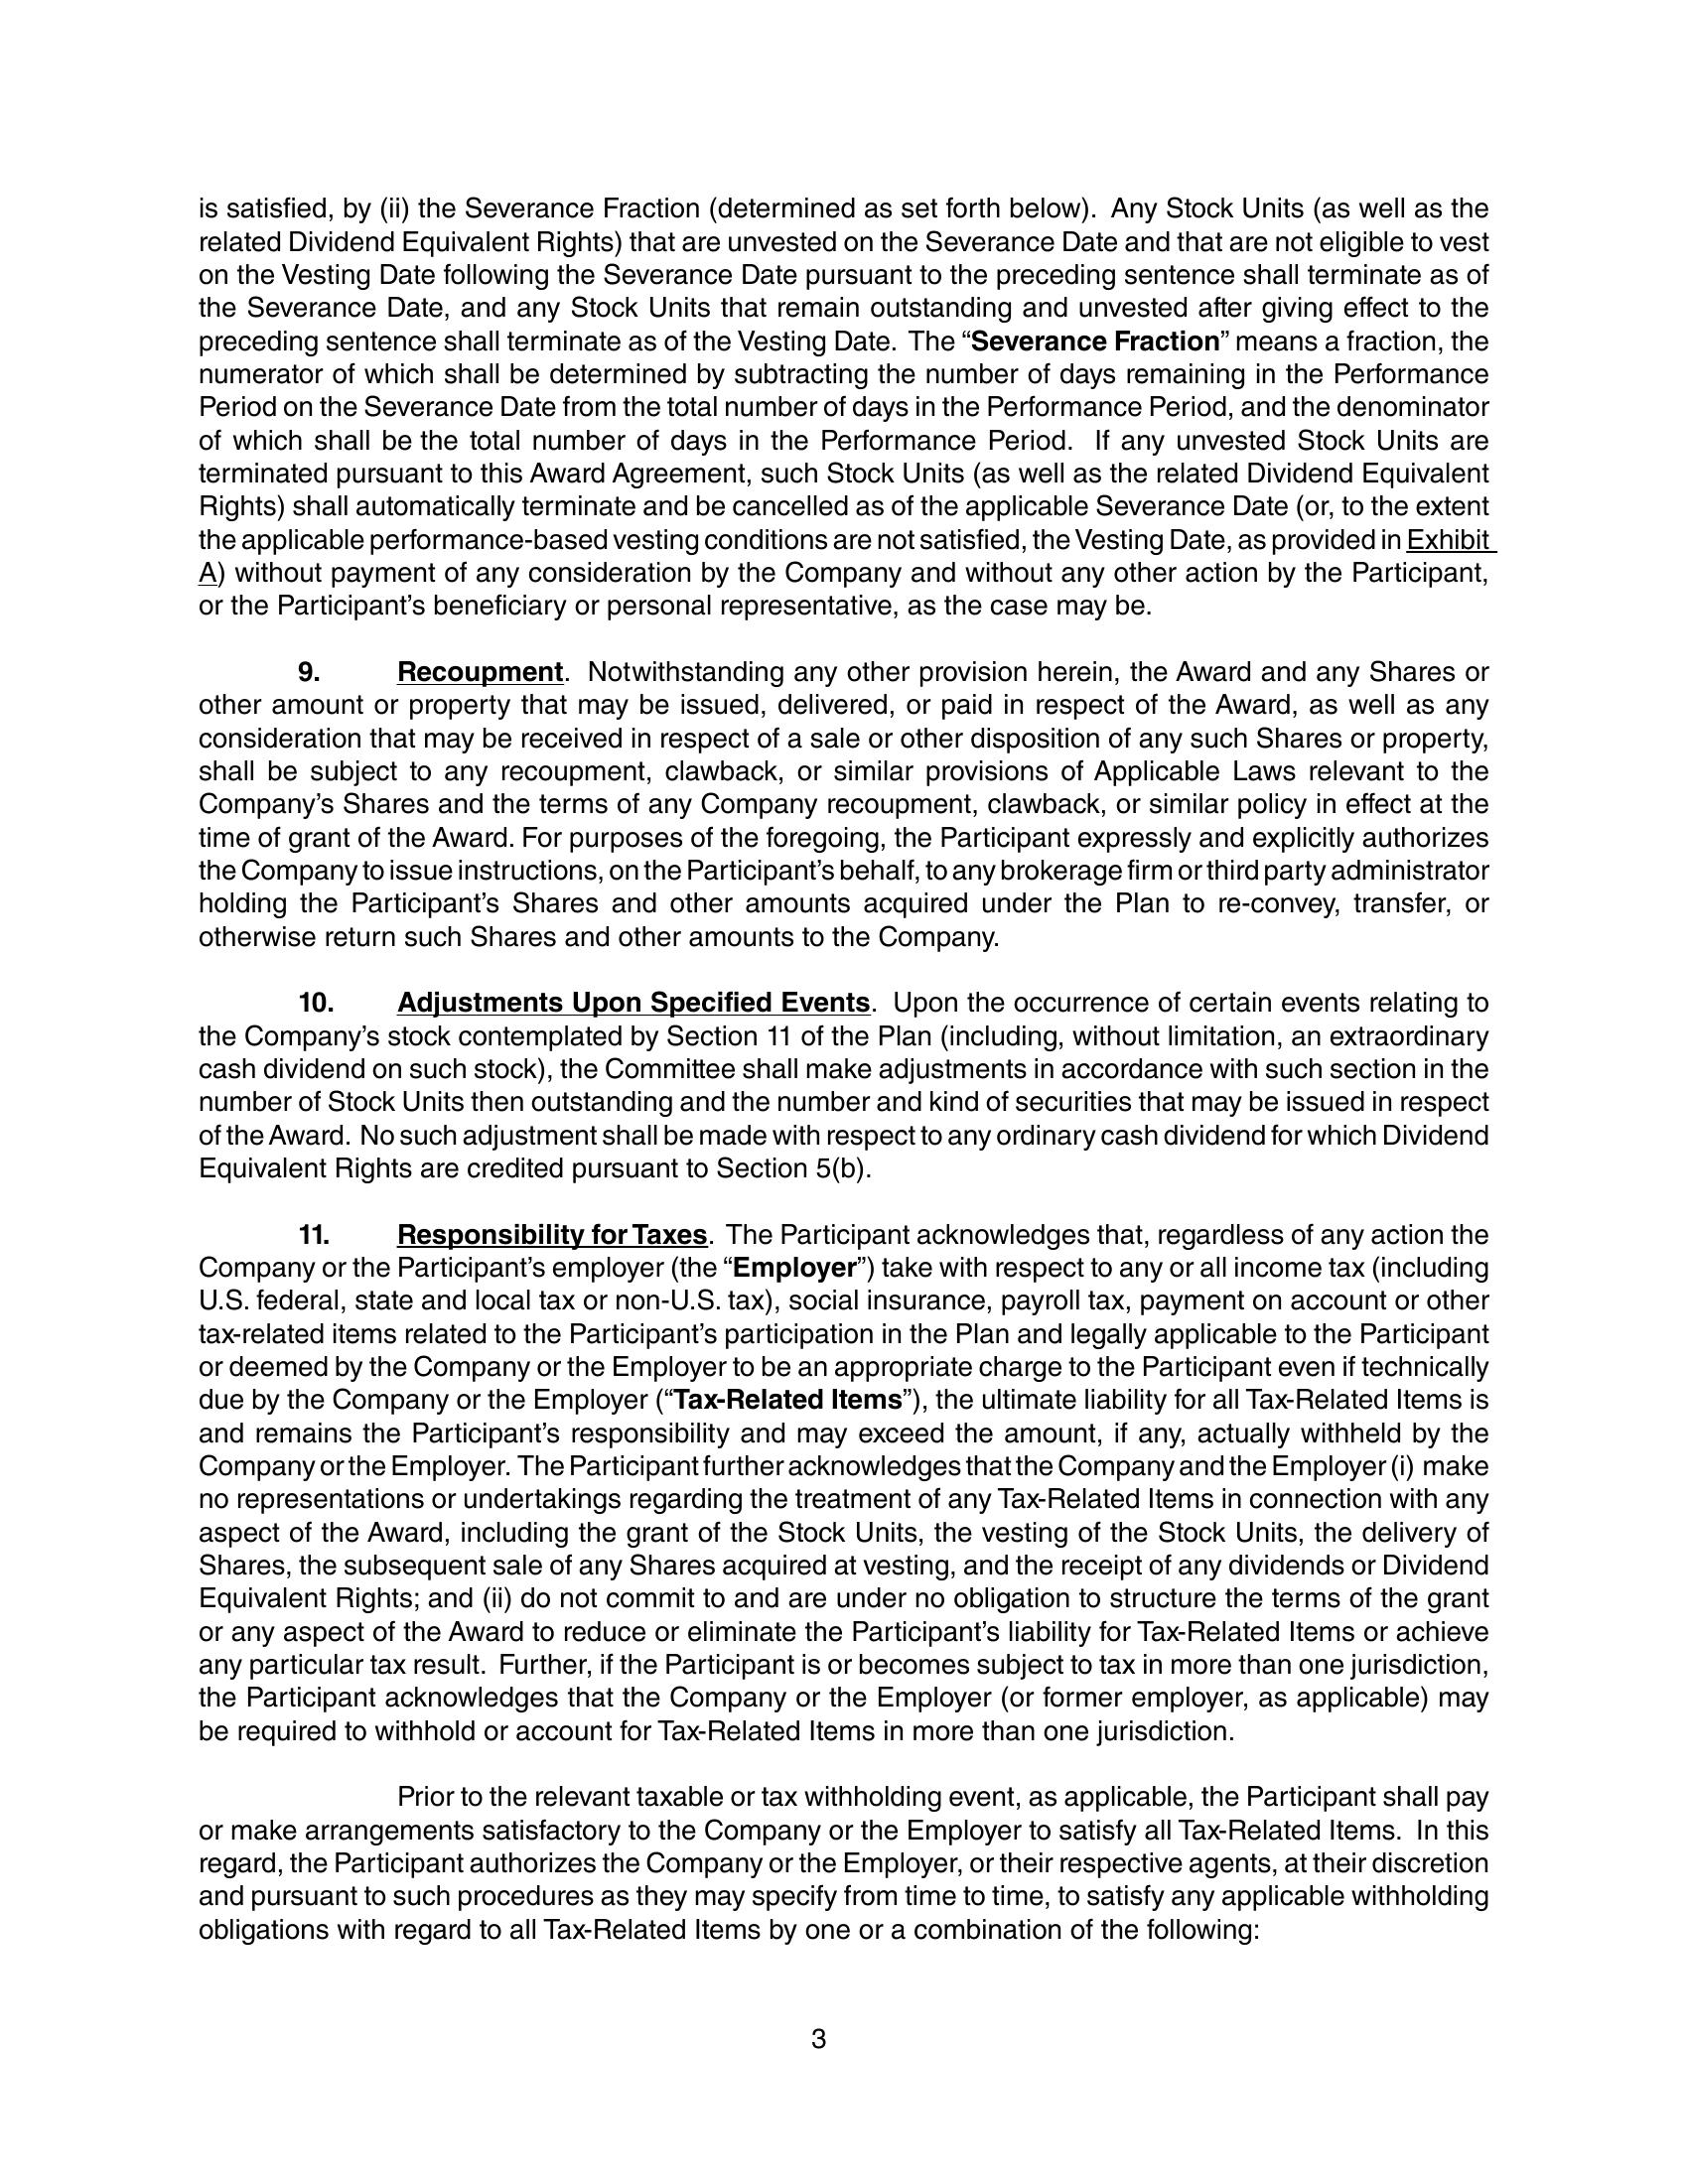 is satisfied, by (ii) the Severance Fraction (determined as set forth below).  Any Stock Units (as well as the
related Dividend Equivalent Rights) that are unvested on the Severance Date and that are not eligible to vest
on the Vesting Date following the Severance Date pursuant to the preceding sentence shall terminate as of
the Severance Date, and any Stock Units that remain outstanding and unvested after giving effect to the
preceding sentence shall terminate as of the Vesting Date.  The “Severance Fraction” means a fraction, the
numerator of which shall be determined by subtracting the number of days remaining in the Performance
Period on the Severance Date from the total number of days in the Performance Period, and the denominator
of which shall be the total number of days in the Performance Period.  If any unvested Stock Units are
terminated pursuant to this Award Agreement, such Stock Units (as well as the related Dividend Equivalent
Rights) shall automatically terminate and be cancelled as of the applicable Severance Date (or, to the extent
the applicable performance-based vesting conditions are not satisfied, the Vesting Date, as provided in Exhibit
A) without payment of any consideration by the Company and without any other action by the Participant,
or the Participant’s beneficiary or personal representative, as the case may be.
9. Recoupment.  Notwithstanding any other provision herein, the Award and any Shares or
other amount or property that may be issued, delivered, or paid in respect of the Award, as well as any
consideration that may be received in respect of a sale or other disposition of any such Shares or property,
shall be subject to any recoupment, clawback, or similar provisions of Applicable Laws relevant to the
Company’s Shares and the terms of any Company recoupment, clawback, or similar policy in effect at the
time of grant of the Award. For purposes of the foregoing, the Participant expressly and explicitly authorizes
the Company to issue instructions, on the Participant’s behalf, to any brokerage firm or third party administrator
holding the Participant’s Shares and other amounts acquired under the Plan to re-convey, transfer, or
otherwise return such Shares and other amounts to the Company.
10. Adjustments Upon Specified Events.  Upon the occurrence of certain events relating to
the Company’s stock contemplated by Section 11 of the Plan (including, without limitation, an extraordinary
cash dividend on such stock), the Committee shall make adjustments in accordance with such section in the
number of Stock Units then outstanding and the number and kind of securities that may be issued in respect
of the Award. No such adjustment shall be made with respect to any ordinary cash dividend for which Dividend
Equivalent Rights are credited pursuant to Section 5(b).
11. Responsibility for Taxes.  The Participant acknowledges that, regardless of any action the
Company or the Participant’s employer (the “Employer”) take with respect to any or all income tax (including
U.S. federal, state and local tax or non-U.S. tax), social insurance, payroll tax, payment on account or other
tax-related items related to the Participant’s participation in the Plan and legally applicable to the Participant
or deemed by the Company or the Employer to be an appropriate charge to the Participant even if technically
due by the Company or the Employer (“Tax-Related Items”), the ultimate liability for all Tax-Related Items is
and remains the Participant’s responsibility and may exceed the amount, if any, actually withheld by the
Company or the Employer. The Participant further acknowledges that the Company and the Employer (i) make
no representations or undertakings regarding the treatment of any Tax-Related Items in connection with any
aspect of the Award, including the grant of the Stock Units, the vesting of the Stock Units, the delivery of
Shares, the subsequent sale of any Shares acquired at vesting, and the receipt of any dividends or Dividend
Equivalent Rights; and (ii) do not commit to and are under no obligation to structure the terms of the grant
or any aspect of the Award to reduce or eliminate the Participant’s liability for Tax-Related Items or achieve
any particular tax result.  Further, if the Participant is or becomes subject to tax in more than one jurisdiction,
the Participant acknowledges that the Company or the Employer (or former employer, as applicable) may
be required to withhold or account for Tax-Related Items in more than one jurisdiction.
Prior to the relevant taxable or tax withholding event, as applicable, the Participant shall pay
or make arrangements satisfactory to the Company or the Employer to satisfy all Tax-Related Items.  In this
regard, the Participant authorizes the Company or the Employer, or their respective agents, at their discretion
and pursuant to such procedures as they may specify from time to time, to satisfy any applicable withholding
obligations with regard to all Tax-Related Items by one or a combination of the following:
3